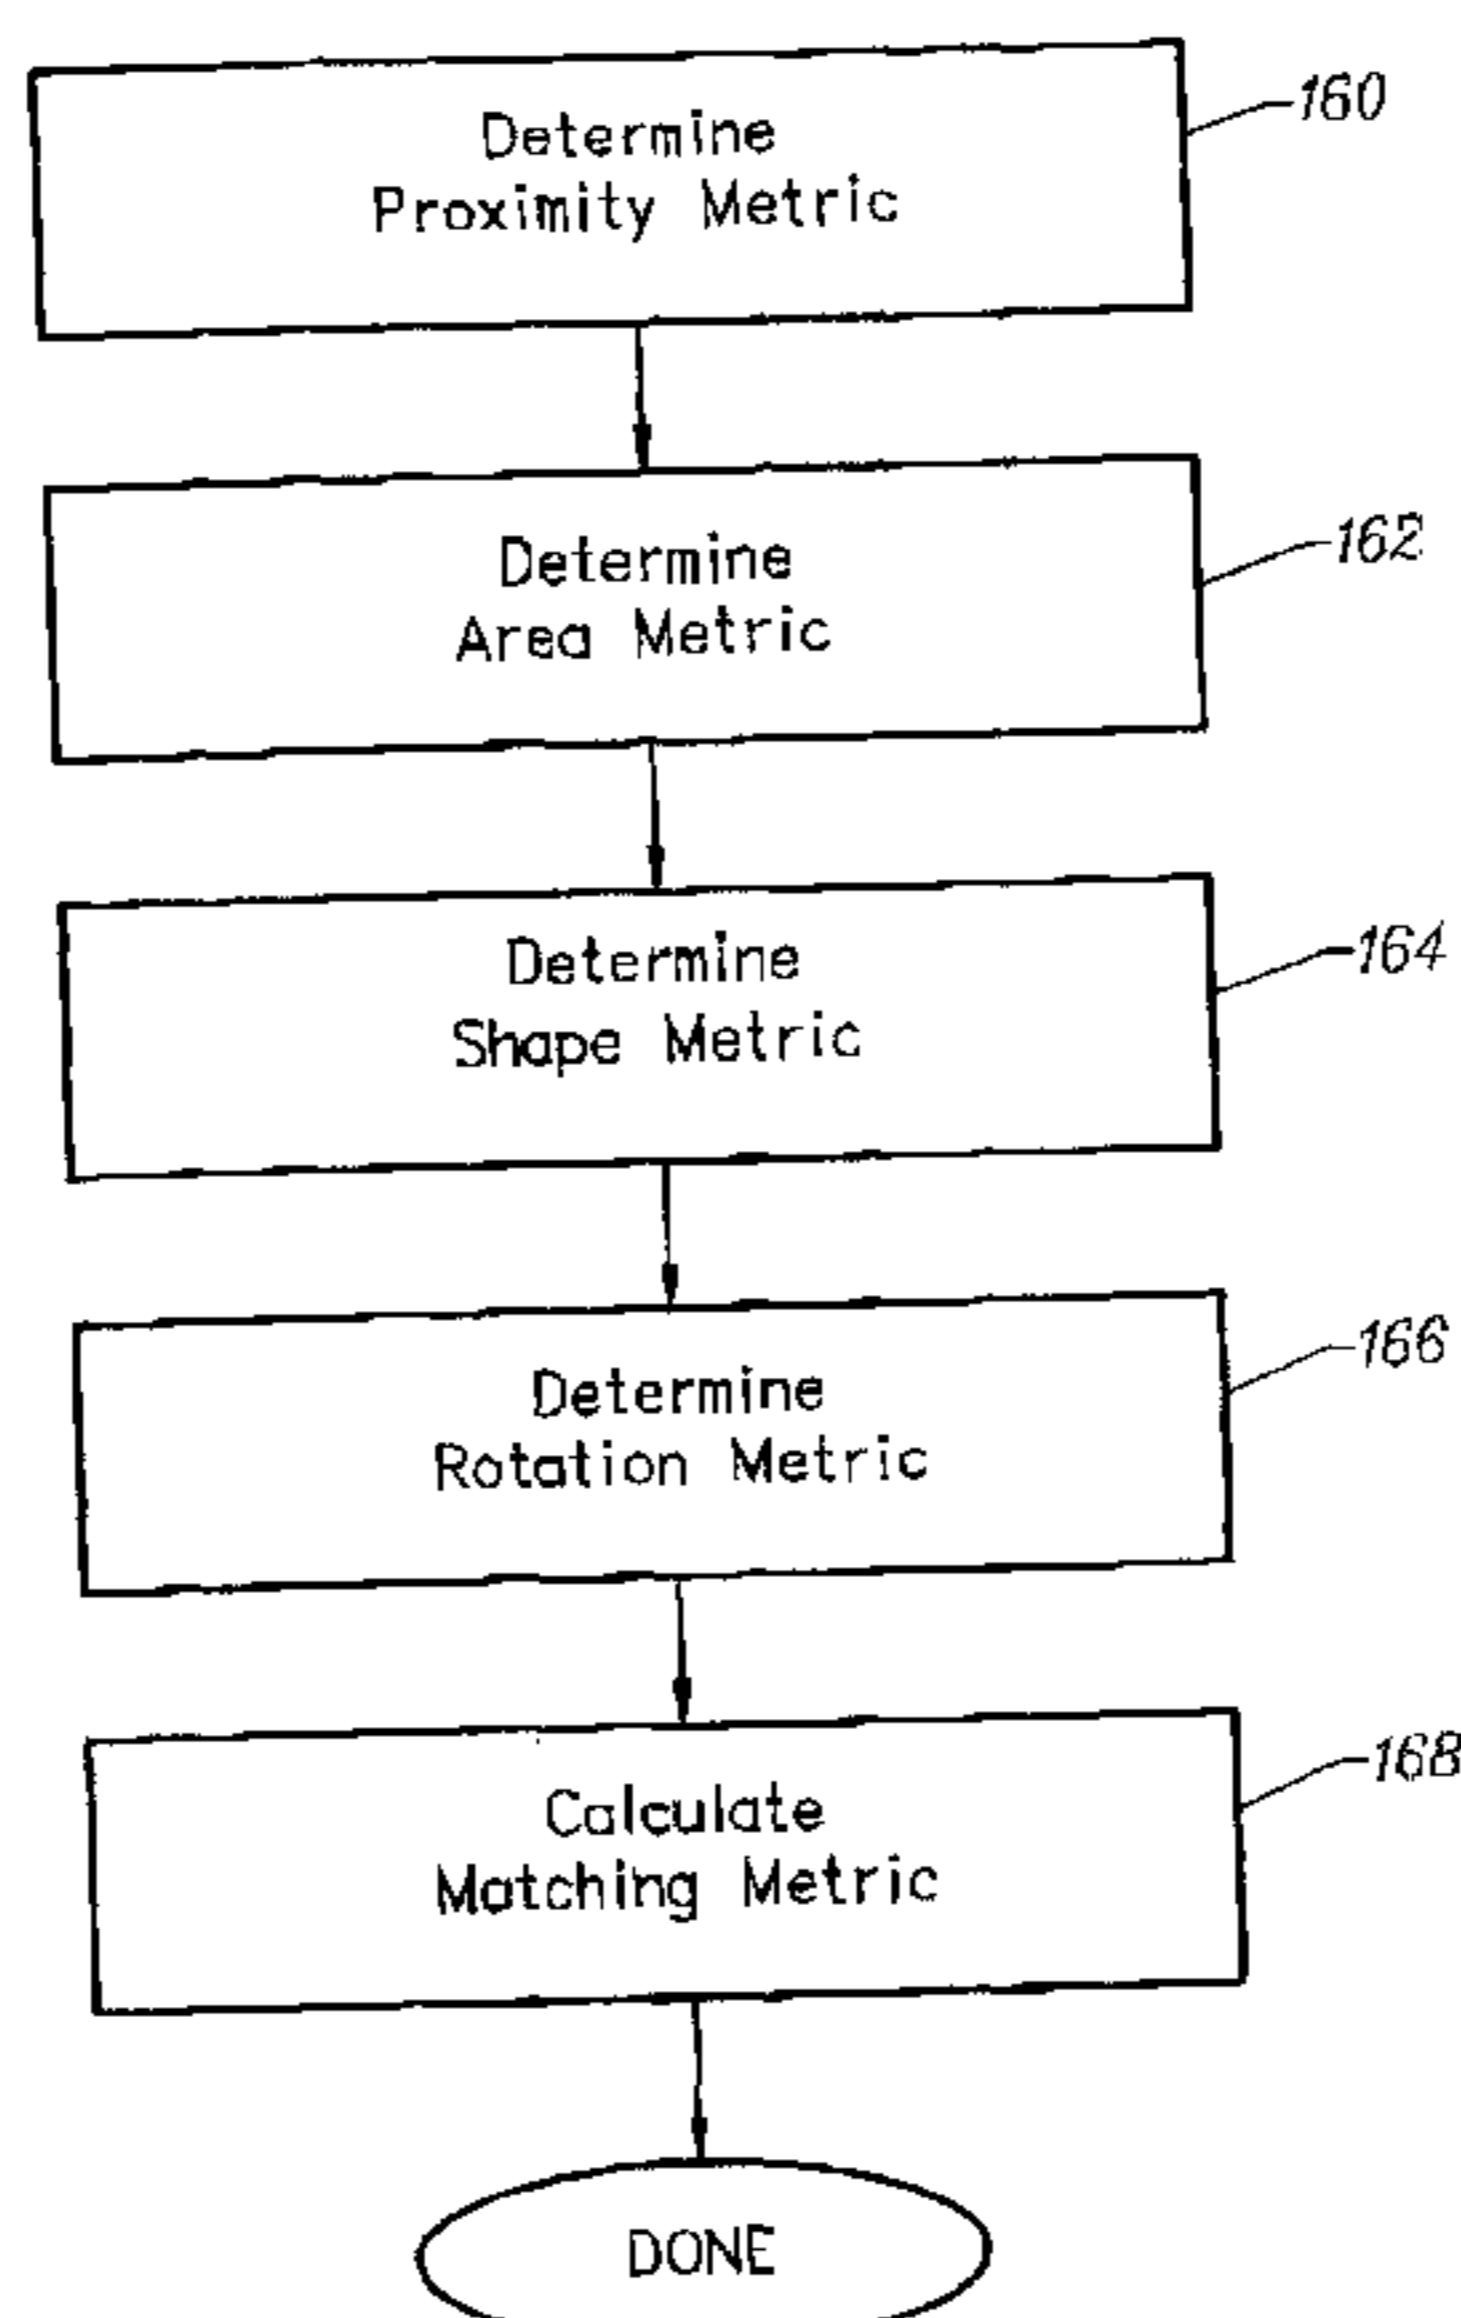 Determine
Proximity Metric
160
Determine
Area Metric
162
Determine
Shape Metric
164
Determine
Rotation Metric
166
Calculate
Matching Metric
168
DONE